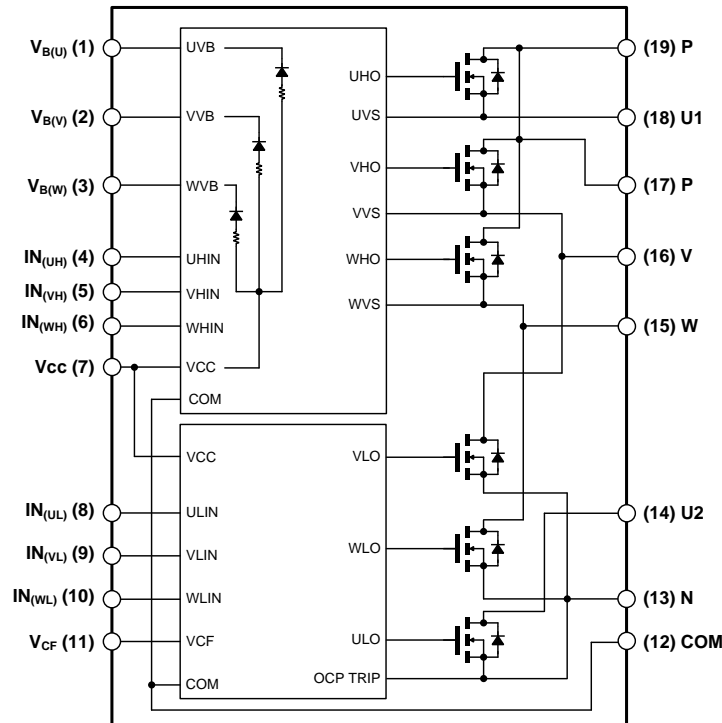 V_B(U) (1)
UVB
(19) P
UHO
V_B(V) (2)
VVB
UVS
(18) U1
VHO
V_B(W) (3)
WVB
(17) P
VVS
IN_(UH) (4)
UHIN
WHO
(16) V
IN_(VH) (5)
VHIN
WVS
IN_(WH) (6)
WHIN
(15) W
Vcc (7)
VCC
COM
VCC
VLO
IN_(UL) (8)
ULIN
(14) U2
IN_(VL) (9)
VLIN
WLO
IN_(WL) (10)
WLIN
(13) N
V_CF (11)
VCF
ULO
(12) COM
COM
OCP TRIP